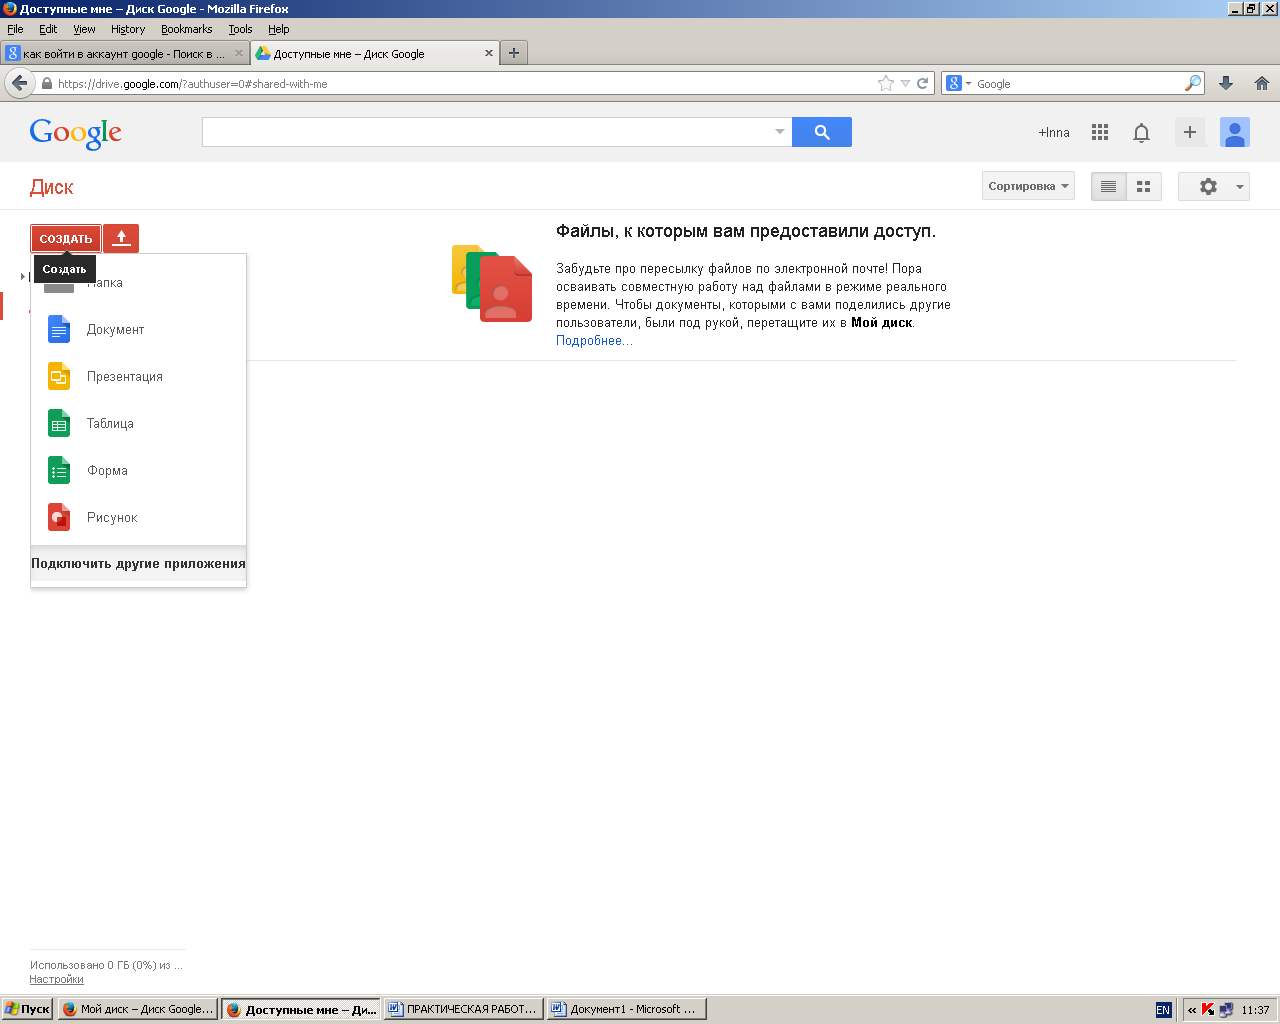 Доступные мне – Диск Google - Mozilla Firefox
File Edit View History Bookmarks Tools Help
как войти в аккаунт google - Поиск в ...
Доступные мне – Диск Google
https://drive.google.com/?authuser=0#shared-with-me
Google
Google
+Inna
Диск
Сортировка
СОЗДАТЬ
Создать
Папка
Документ
Презентация
Таблица
Форма
Рисунок
Подключить другие приложения
Файлы, к которым вам предоставили доступ.
Забудьте про пересылку файлов по электронной почте! Пора
осваивать совместную работу над файлами в режиме реального
времени. Чтобы документы, которыми с вами поделились другие
пользователи, были под рукой, перетащите их в Мой диск.
Подробнее...
Использовано 0 ГБ (0%) из ...
Настройки
Пуск
Мой диск – Диск Google...
Доступные мне – Ди...
ПРАКТИЧЕСКАЯ РАБОТ...
Документ1 - Microsoft ...
EN
11:37